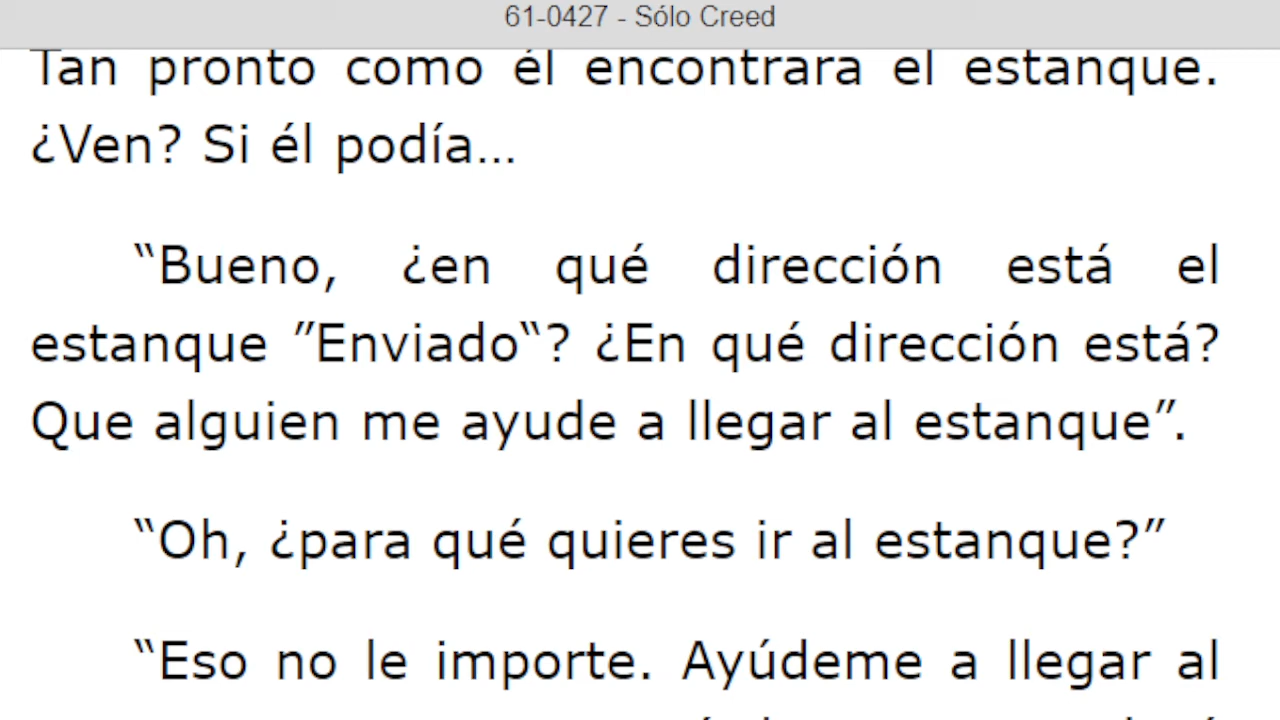 61-0427 - Sólo Creed
Tan pronto como él encontrara el estanque.
¿Ven? Si él podía...
“Bueno, ¿en qué dirección está el
estanque ”Enviado“? ¿En qué dirección está?
Que alguien me ayude a llegar al estanque”.
“Oh, ¿para qué quieres ir al estanque?”
“Eso no le importe. Ayúdeme a llegar al